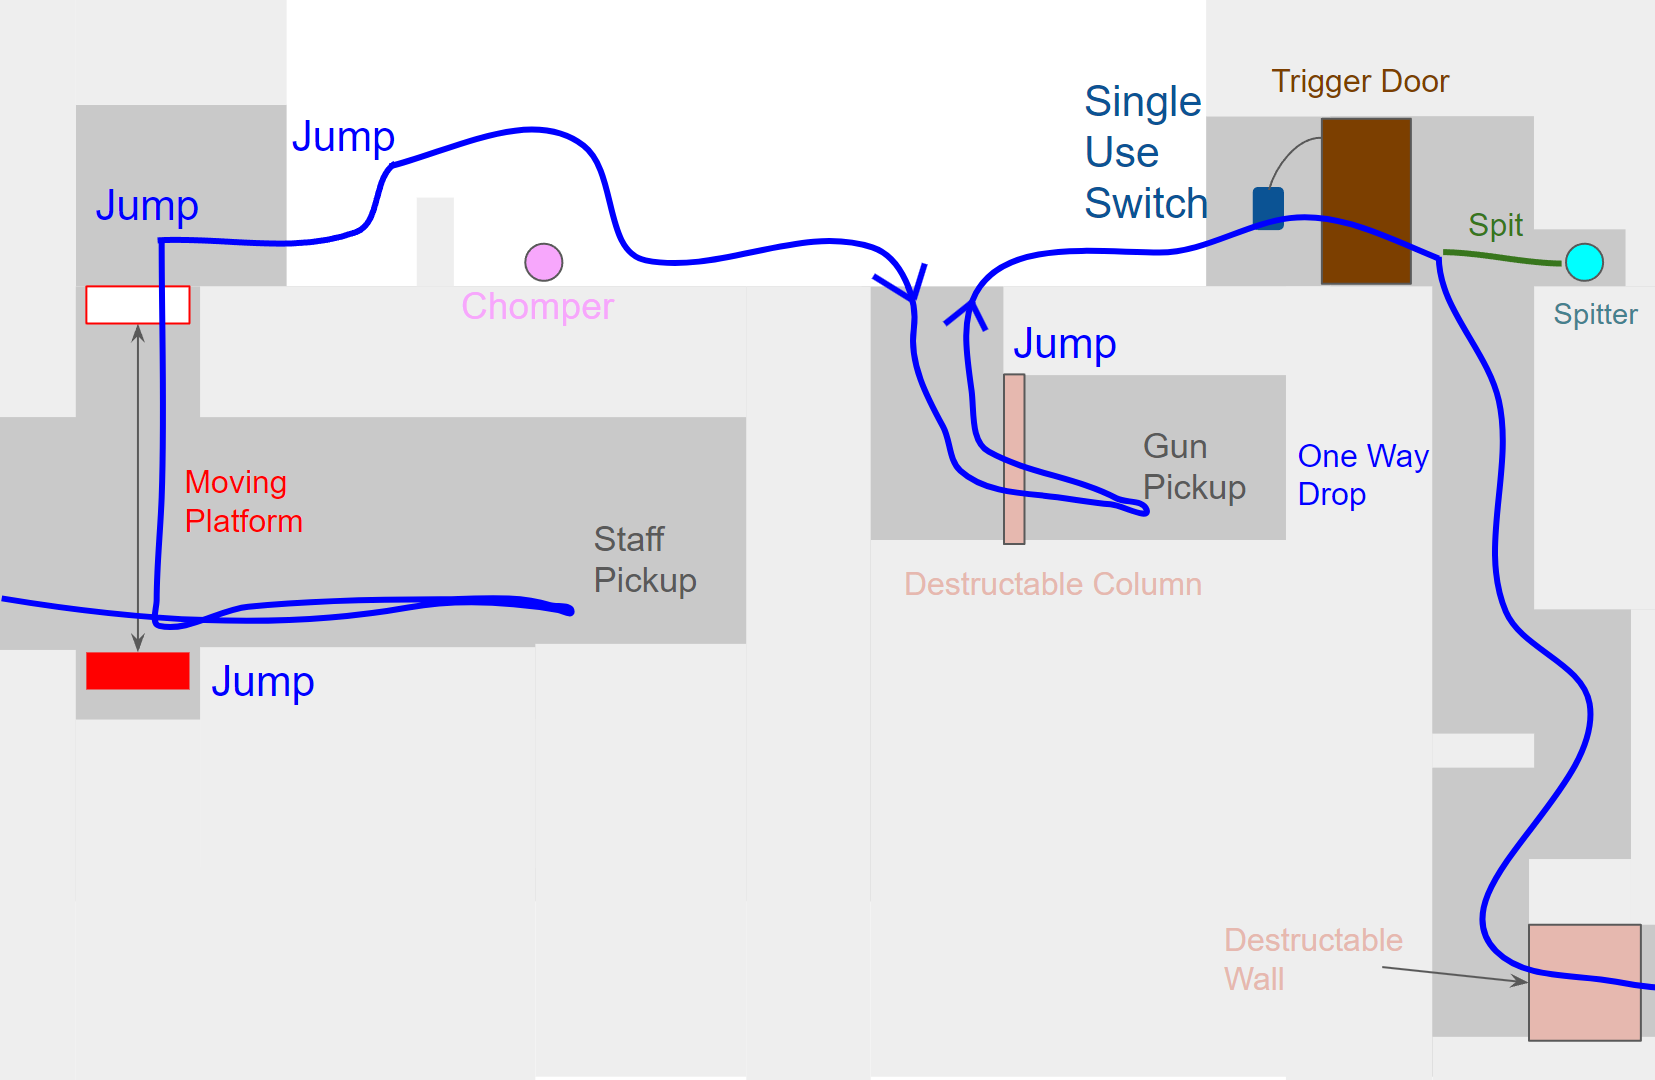 Trigger Door
Single
Use
Switch
Jump
Jump
Spit
Chomper
Spitter
Jump
Gun
Pickup
One Way
Drop
Moving
Platform
Staff
Pickup
Destructable Column
Jump
Destructable
Wall